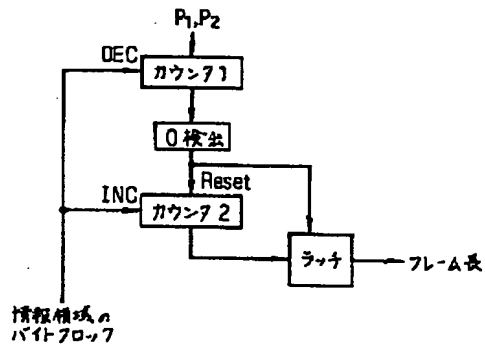 P1,P2
DEC
カウンタ1
0検出
Reset
INC
カウンタ2
ラッチ
フレーム長
情報領域の
バイトクロック